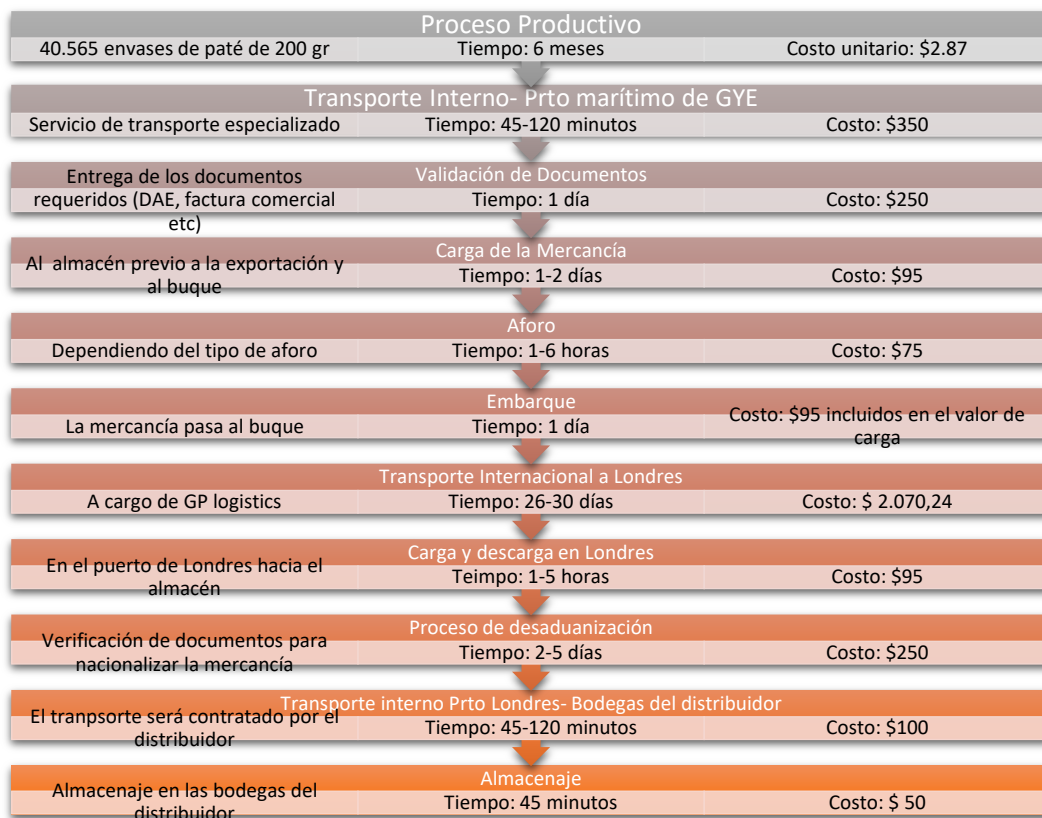 Proceso Productivo
40.565 envases de paté de 200 gr
Tiempo: 6 meses
Costo unitario: $2.87
Transporte Interno- Prto marítimo de GYE
Servicio de transporte especializado
Tiempo: 45-120 minutos
Costo: $350
Validación de Documentos
Entrega de los documentos
requeridos (DAE, factura comercial
etc)
Tiempo: 1 día
Costo: $250
Carga de la Mercancía
Al almacén previo a la exportación y
al buque
Tiempo: 1-2 días
Costo: $95
Aforo
Dependiendo del tipo de aforo
Tiempo: 1-6 horas
Costo: $75
Embarque
La mercancía pasa al buque
Tiempo: 1 día
Costo: $95 incluidos en el valor de
carga
Transporte Internacional a Londres
A cargo de GP logistics
Tiempo: 26-30 días
Costo: $ 2.070,24
Carga y descarga en Londres
En el puerto de Londres hacia el
almacén
Teimpo: 1-5 horas
Costo: $95
Proceso de desaduanización
Verificación de documentos para
nacionalizar la mercancía
Tiempo: 2-5 días
Costo: $250
Transporte interno Prto Londres- Bodegas del distribuidor
El tranpsorte será contratado por el
distribuidor
Tiempo: 45-120 minutos
Costo: $100
Almacenaje
Almacenaje en las bodegas del
distribuidor
Tiempo: 45 minutos
Costo: $ 50